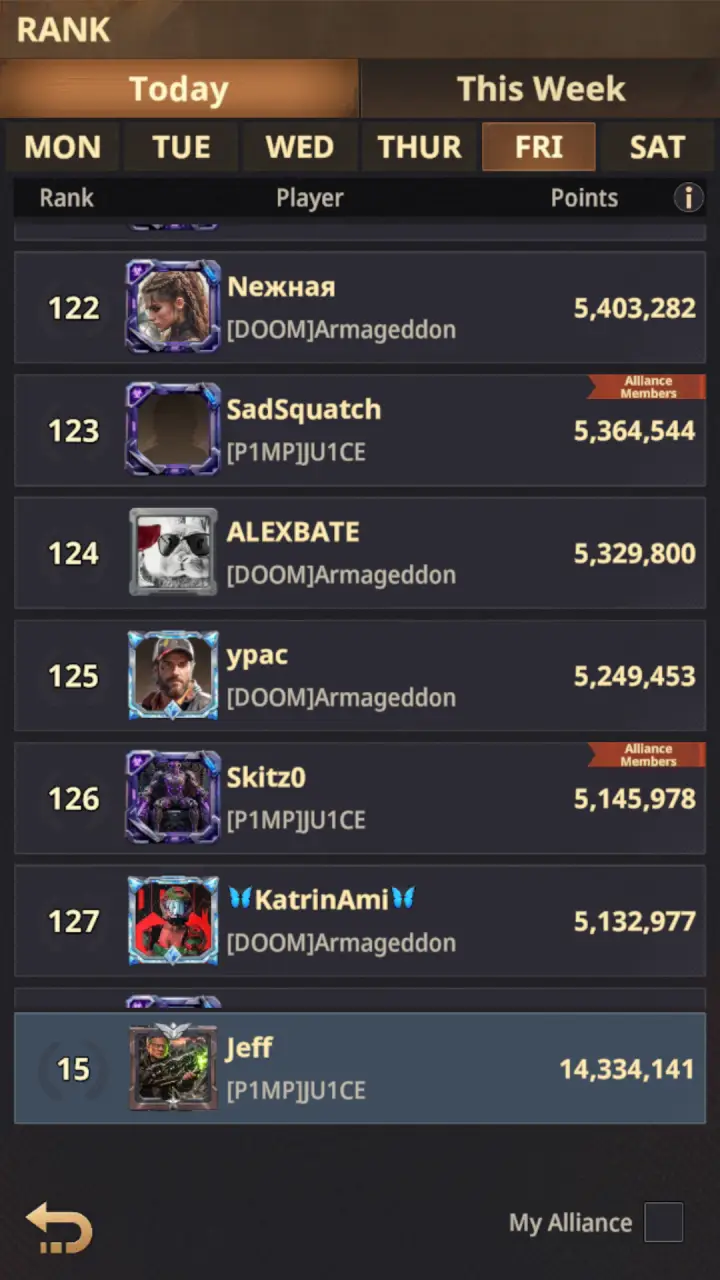 RANK
Today
This Week
MON
TUE
WED
THUR
FRI
SAT
Rank
Player
Points
i
122
Neжная
[DOOM]Armageddon
5,403,282
Alliance
Members
123
SadSquatch
[P1MP]JU1CE
5,364,544
124
ALEXBATE
[DOOM]Armageddon
5,329,800
125
ypac
[DOOM]Armageddon
5,249,453
Alliance
Members
126
Skitz0
[P1MP]JU1CE
5,145,978
127
🦋KatrinAmi🦋
[DOOM]Armageddon
5,132,977
15
Jeff
[P1MP]JU1CE
14,334,141
My Alliance